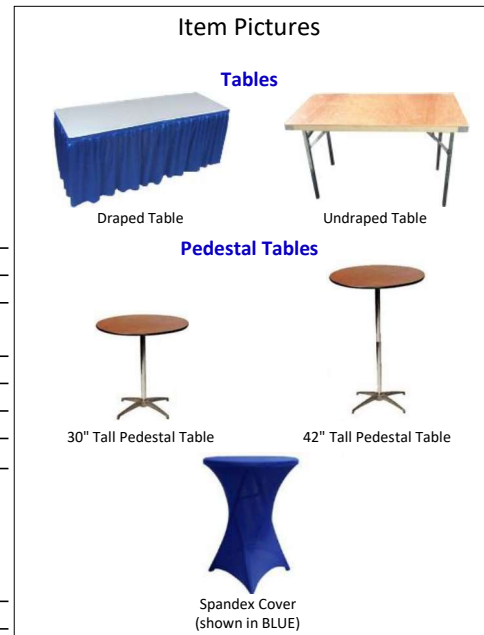 Item Pictures
Tables
Draped Table
Undraped Table
Pedestal Tables
30" Tall Pedestal Table
42" Tall Pedestal Table
Spandex Cover
(shown in BLUE)